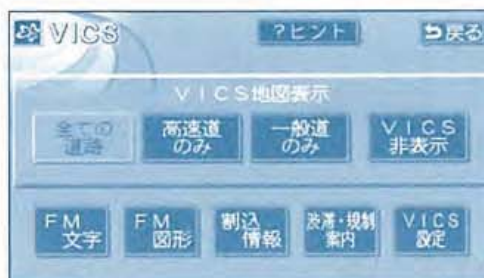 VICS ?ヒント 戻る
VICS地図表示
全ての 高速道 一般道 VICS
道路 のみ のみ 非表示
FM FM 割込 渋滞・規制 VICS
文字 図形 情報 案内 設定